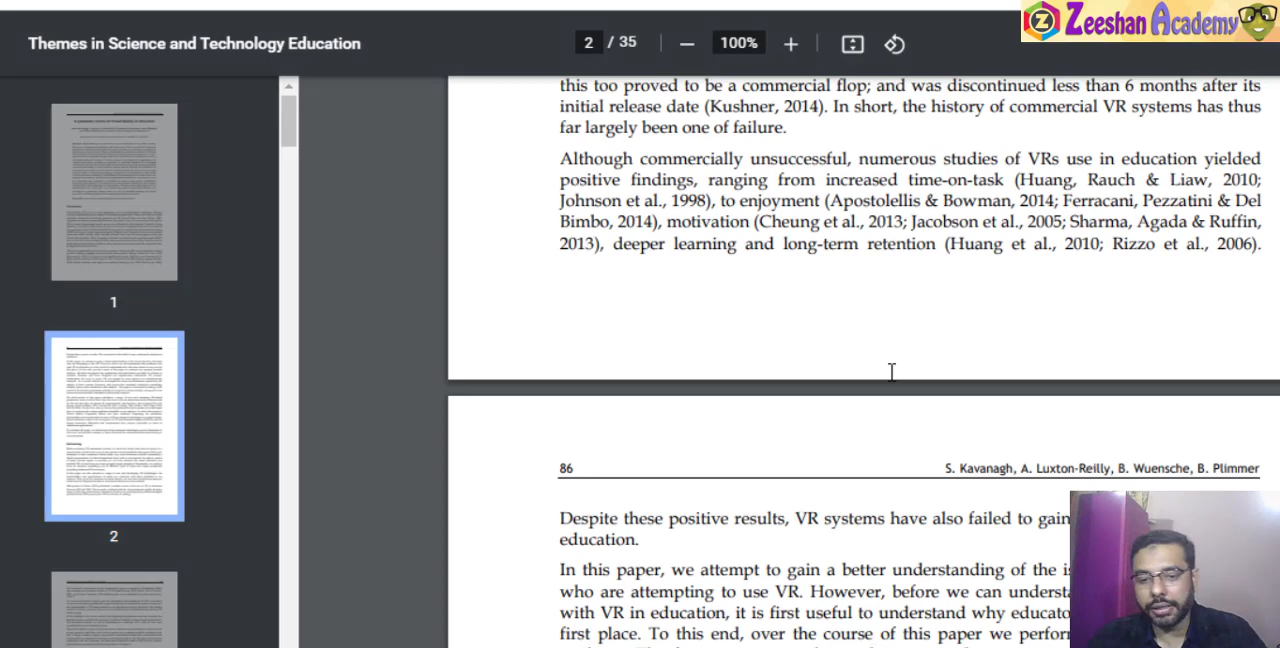 Zeeshan Academy
Themes in Science and Technology Education
2 / 35
100%
this too proved to be a commercial flop; and was discontinued less than 6 months after its
initial release date (Kushner, 2014). In short, the history of commercial VR systems has thus
far largely been one of failure.
Although commercially unsuccessful, numerous studies of VRs use in education yielded
positive findings, ranging from increased time-on-task (Huang, Rauch & Liaw, 2010;
Johnson et al., 1998), to enjoyment (Apostolellis & Bowman, 2014; Ferracani, Pezzatini & Del
Bimbo, 2014), motivation (Cheung et al., 2013; Jacobson et al., 2005; Sharma, Agada & Ruffin,
2013), deeper learning and long-term retention (Huang et al., 2010; Rizzo et al., 2006).
1
2
86
S. Kavanagh, A. Luxton-Reilly, B. Wuensche, B. Plimmer
Despite these positive results, VR systems have also failed to gain
education.
In this paper, we attempt to gain a better understanding of the
who are attempting to use VR. However, before we can
with VR in education, it is first useful to understand why
first place. To this end, over the course of this paper we